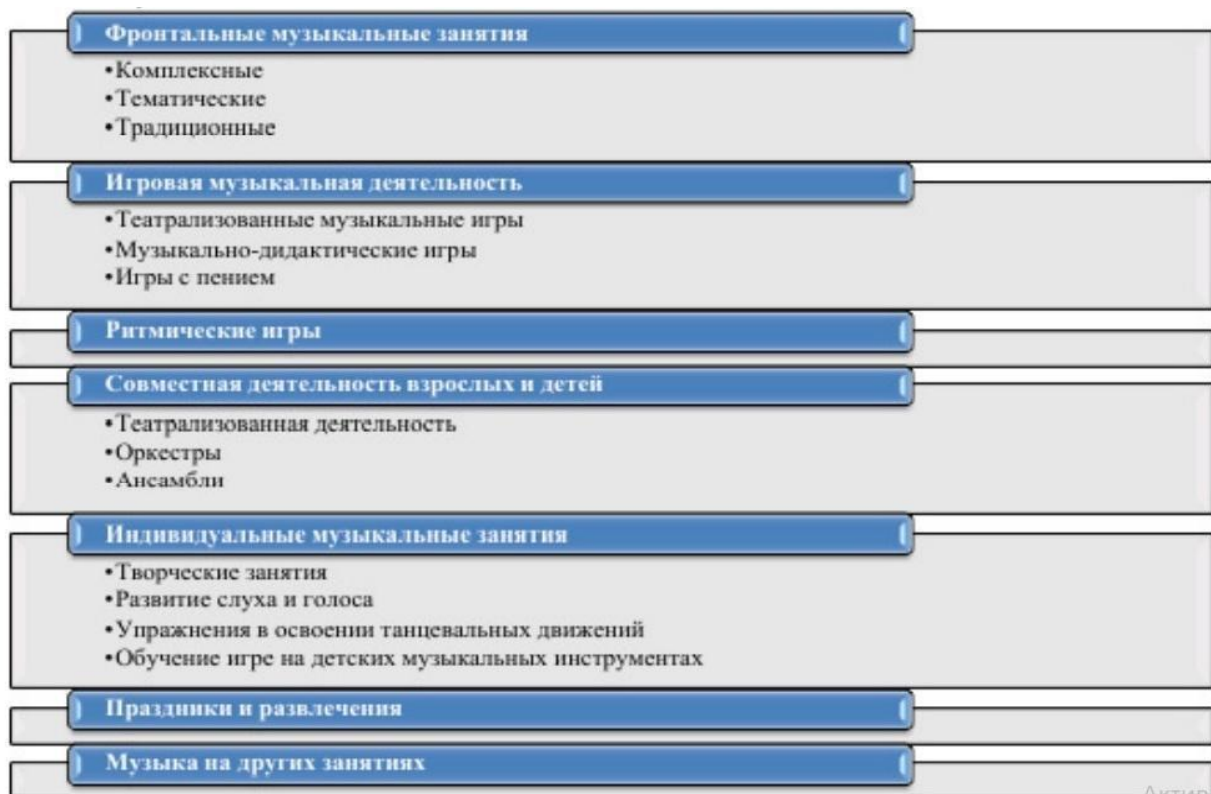 Фронтальные музыкальные занятия
•Комплексные
•Тематические
•Традиционные
Игровая музыкальная деятельность
•Театрализованные музыкальные игры
•Музыкально-дидактические игры
•Игры с пением
Ритмические игры
Совместная деятельность взрослых и детей
•Театрализованная деятельность
•Оркестры
•Ансамбли
Индивидуальные музыкальные занятия
•Творческие занятия
•Развитие слуха и голоса
•Упражнения в освоении танцевальных движений
•Обучение игре на детских музыкальных инструментах
Праздники и развлечения
Музыка на других занятиях